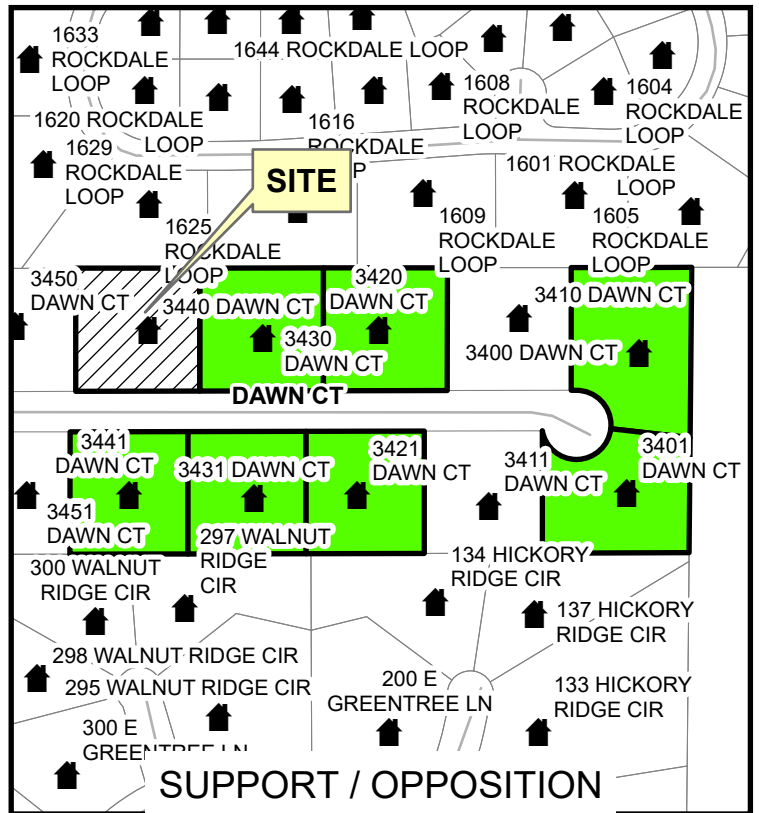 1633
ROCKDALE
LOOP
1644 ROCKDALE LOOP
1608
ROCKDALE
LOOP
1604
ROCKDALE
LOOP
1620 ROCKDALE
LOOP
1616
ROCKDALE
1629
ROCKDALE
LOOP
SITE
1601 ROCKDALE
LOOP
1625
ROCKDALE
LOOP
1609
ROCKDALE
LOOP
1605
ROCKDALE
LOOP
3450
DAWN CT
3440 DAWN CT
3420
DAWN CT
3410 DAWN CT
3430
DAWN CT
3400 DAWN CT
DAWN CT
3441
DAWN CT
3431 DAWN CT
3421
DAWN CT
3411
DAWN CT
3401
DAWN CT
3451
DAWN CT
297 WALNUT
RIDGE
CIR
300 WALNUT
RIDGE CIR
134 HICKORY
RIDGE CIR
137 HICKORY
RIDGE CIR
298 WALNUT RIDGE CIR
295 WALNUT RIDGE CIR
200 E
GREENTREE LN
133 HICKORY
RIDGE CIR
300 E
GREENTREE LN
SUPPORT / OPPOSITION